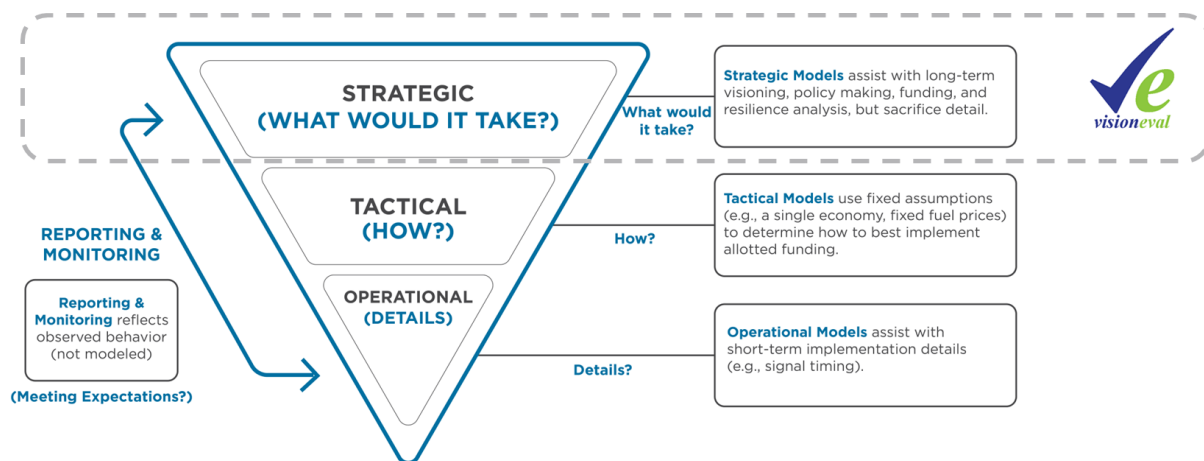 STRATEGIC
(WHAT WOULD IT TAKE?)
What would
it take?
Strategic Models assist with long-term
visioning, policy making, funding, and
resilience analysis, but sacrifice detail.
Ve
visioneval
TACTICAL
(HOW?)
How?
Tactical Models use fixed assumptions
(e.g., a single economy, fixed fuel prices)
to determine how to best implement
allotted funding.
REPORTING &
MONITORING
Reporting &
Monitoring reflects
observed behavior
(not modeled)
(Meeting Expectations?)
OPERATIONAL
(DETAILS)
Details?
Operational Models assist with
short-term implementation details
(e.g., signal timing).